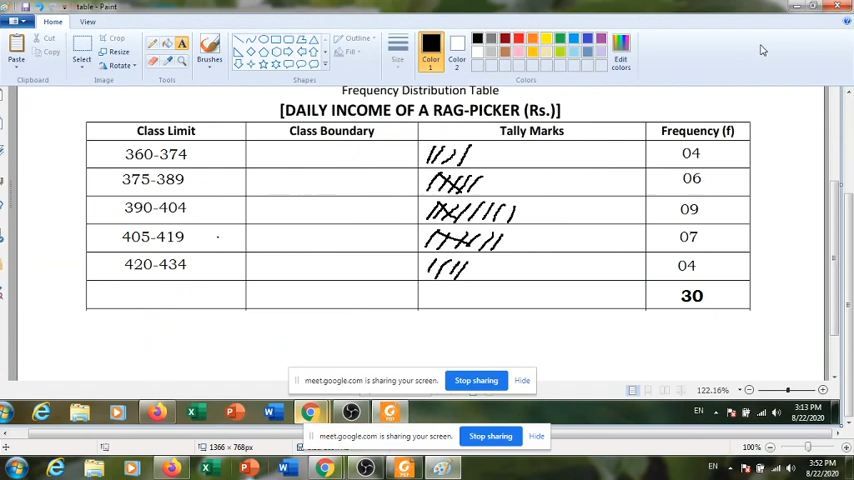 table - Paint
Home View
Cut
Copy
Paste
Clipboard
Crop
Resize
Select
Rotate
Image
A
Tools
Brushes
Outline
Fill
Shapes
Size
Color 1
Color 2
Edit colors
Colors
Frequency Distribution Table
[DAILY INCOME OF A RAG-PICKER (Rs.)]
Class Limit Class Boundary Tally Marks Frequency (f)
360-374 04
375-389 06
390-404 09
405-419 07
420-434 04
30
meet.google.com is sharing your screen. Stop sharing Hide
122.16%
EN 3:13 PM
8/22/2020
meet.google.com is sharing your screen. Stop sharing Hide
1366 × 768px
100%
EN 3:52 PM
8/22/2020